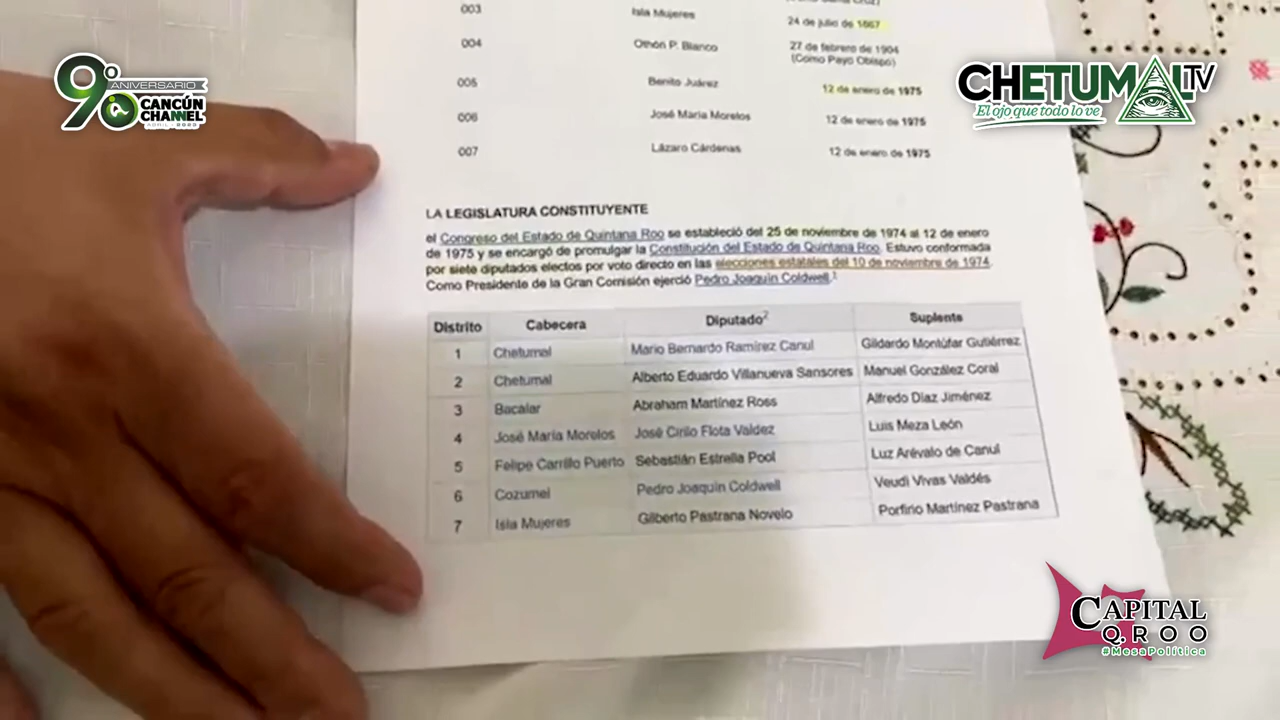 003 Isla Mujeres 24 de julio de 1867
004 Othón P. Blanco 27 de febrero de 1904
(Como Payo Obispo)
005 Benito Juárez 12 de enero de 1975
006 José María Morelos 12 de enero de 1975
007 Lázaro Cárdenas 12 de enero de 1975
9° ANIVERSARIO
CANCÚN
CHANNEL
CHETUMAL TV
El ojo que todo lo ve
LA LEGISLATURA CONSTITUYENTE
el Congreso del Estado de Quintana Roo se estableció del 25 de noviembre de 1974 al 12 de enero
de 1975 y se encargó de promulgar la Constitución del Estado de Quintana Roo. Estuvo conformada
por siete diputados electos por voto directo en las elecciones estatales del 10 de noviembre de 1974.
Como Presidente de la Gran Comisión ejerció Pedro Joaquín Coldwell.1
Distrito Cabecera Diputado2 Suplente
1 Chetumal Mario Bernardo Ramírez Canul Gildardo Montúfar Gutiérrez
2 Chetumal Alberto Eduardo Villanueva Sansores Manuel González Coral
3 Bacalar Abraham Martínez Ross Alfredo Díaz Jiménez
4 José María Morelos José Cirilo Flota Valdez Luis Meza León
5 Felipe Carrillo Puerto Sebastián Estrella Pool Luz Arévalo de Canul
6 Cozumel Pedro Joaquín Coldwell Veudi Vivas Valdés
7 Isla Mujeres Gilberto Pastrana Novelo Porfirio Martínez Pastrana
CAPITAL
Q.ROO
#MesaPolítica